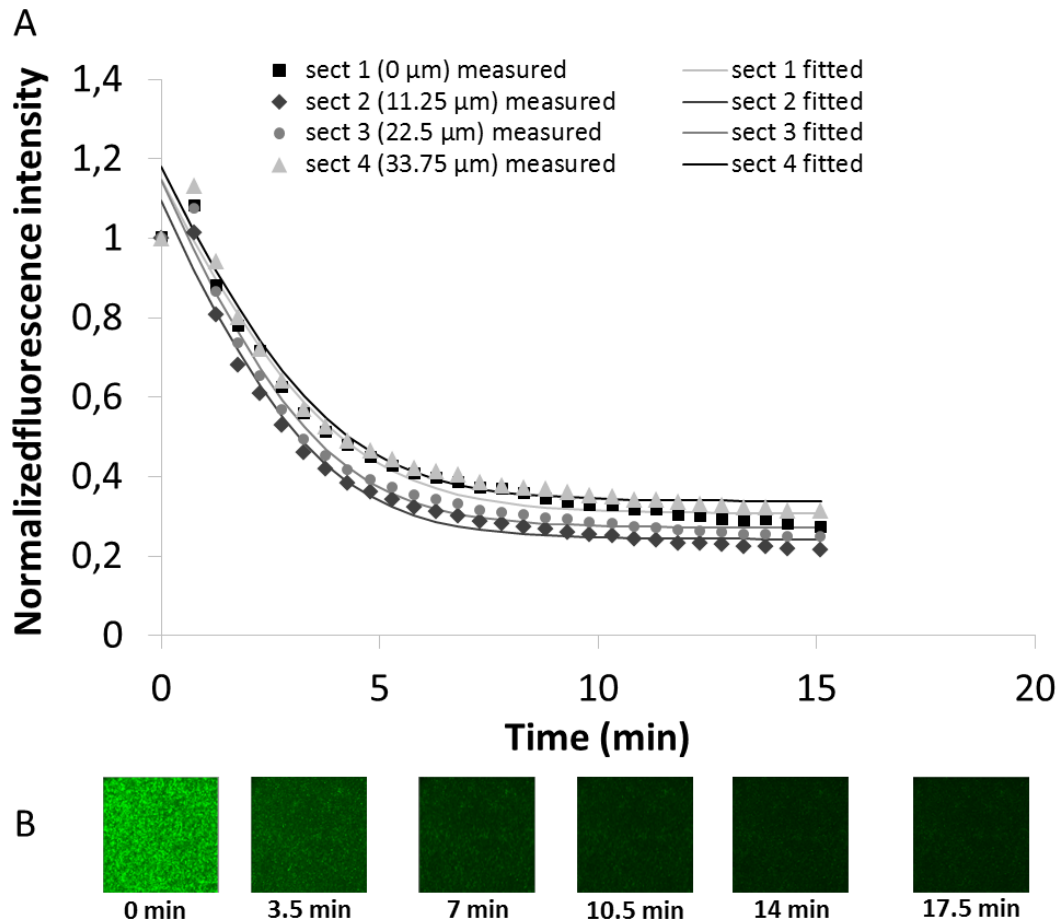 A
Normalizedfluorescence intensity
1,4
1,2
1
0,8
0,6
0,4
0,2
0
sect 1 (0 µm) measured
sect 2 (11.25 µm) measured
sect 3 (22.5 µm) measured
sect 4 (33.75 µm) measured
sect 1 fitted
sect 2 fitted
sect 3 fitted
sect 4 fitted
0 5 10 15 20
Time (min)
B
0 min 3.5 min 7 min 10.5 min 14 min 17.5 min